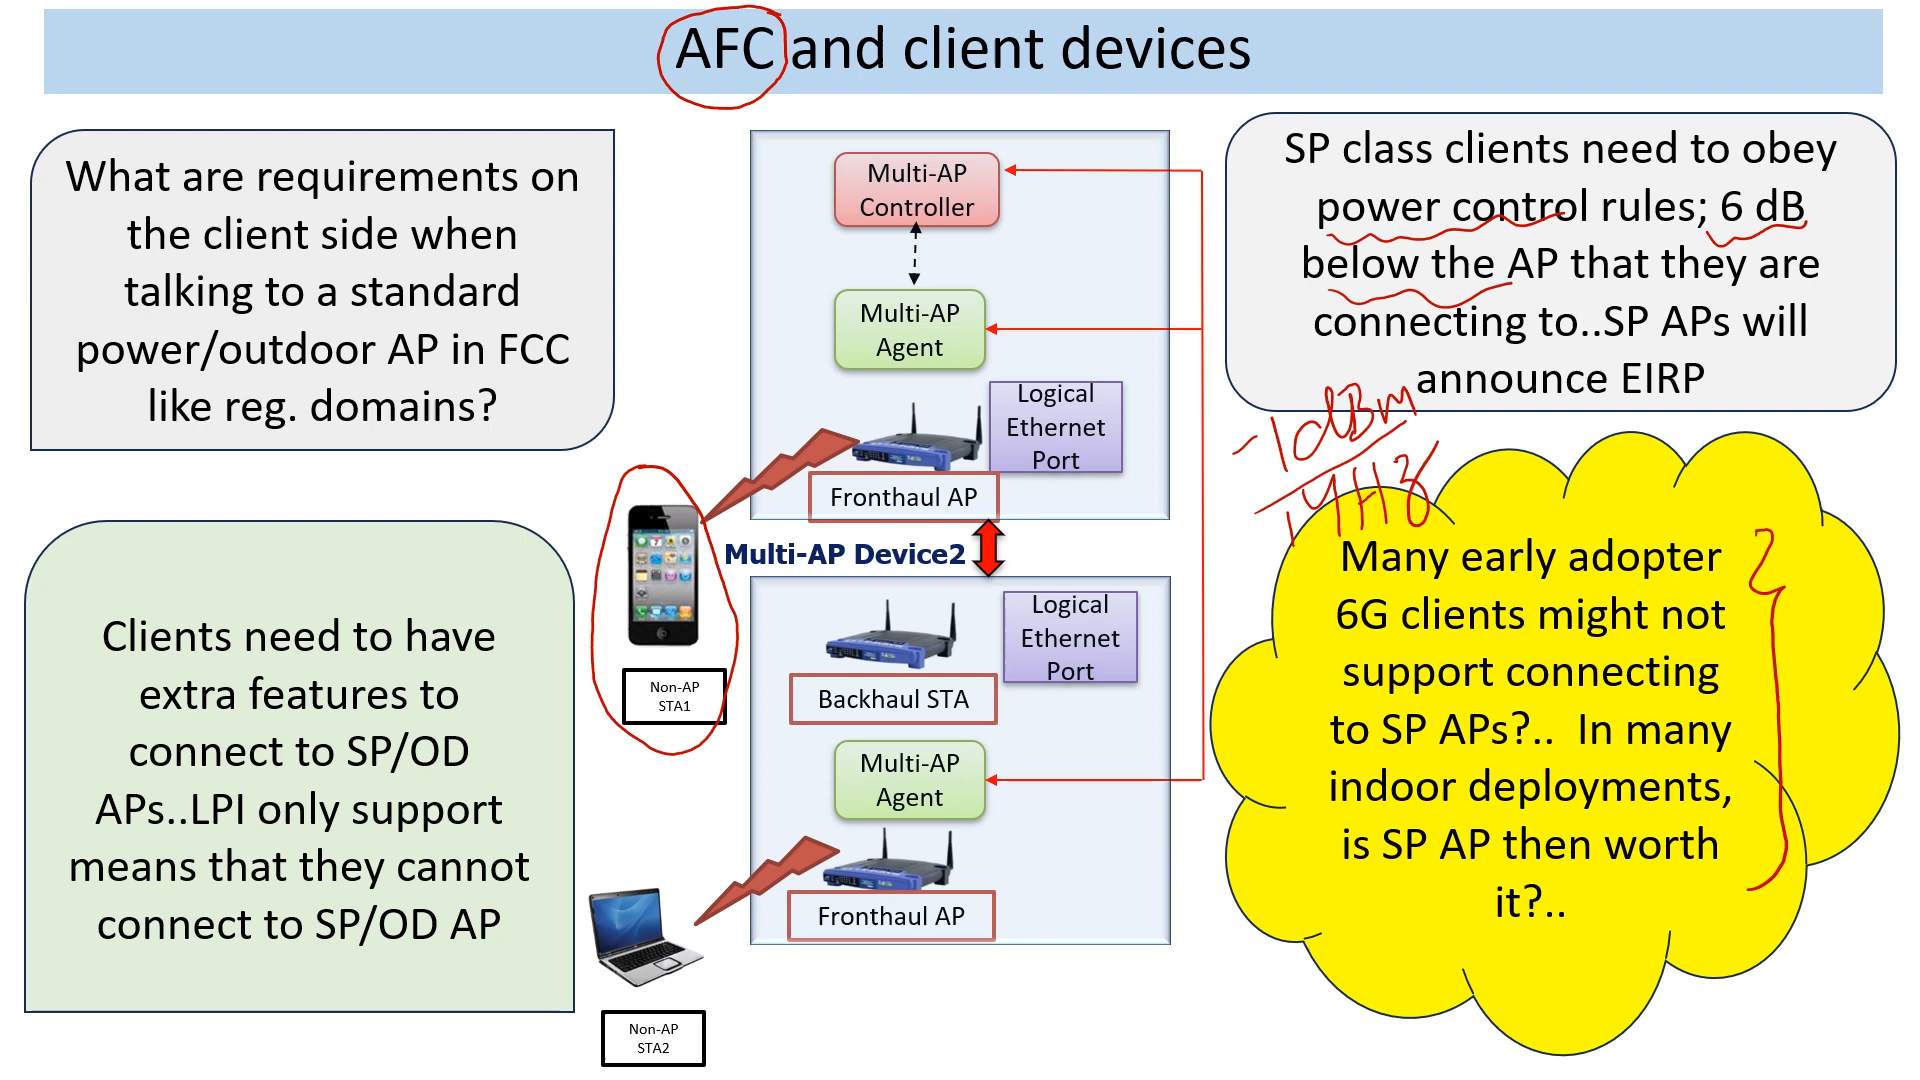 AFC and client devices
What are requirements on
the client side when
talking to a standard
power/outdoor AP in FCC
like reg. domains?
Clients need to have
extra features to
connect to SP/OD
APs..LPI only support
means that they cannot
connect to SP/OD AP
Multi-AP
Controller
Multi-AP
Agent
Logical
Ethernet
Port
Fronthaul AP
Non-AP
STA1
Multi-AP Device2
Logical
Ethernet
Port
Backhaul STA
Multi-AP
Agent
Fronthaul AP
Non-AP
STA2
SP class clients need to obey
power control rules; 6 dB
below the AP that they are
connecting to..SP APs will
announce EIRP
-1dBm
1MHz
Many early adopter
6G clients might not
support connecting
to SP APs?.. In many
indoor deployments,
is SP AP then worth
it?..